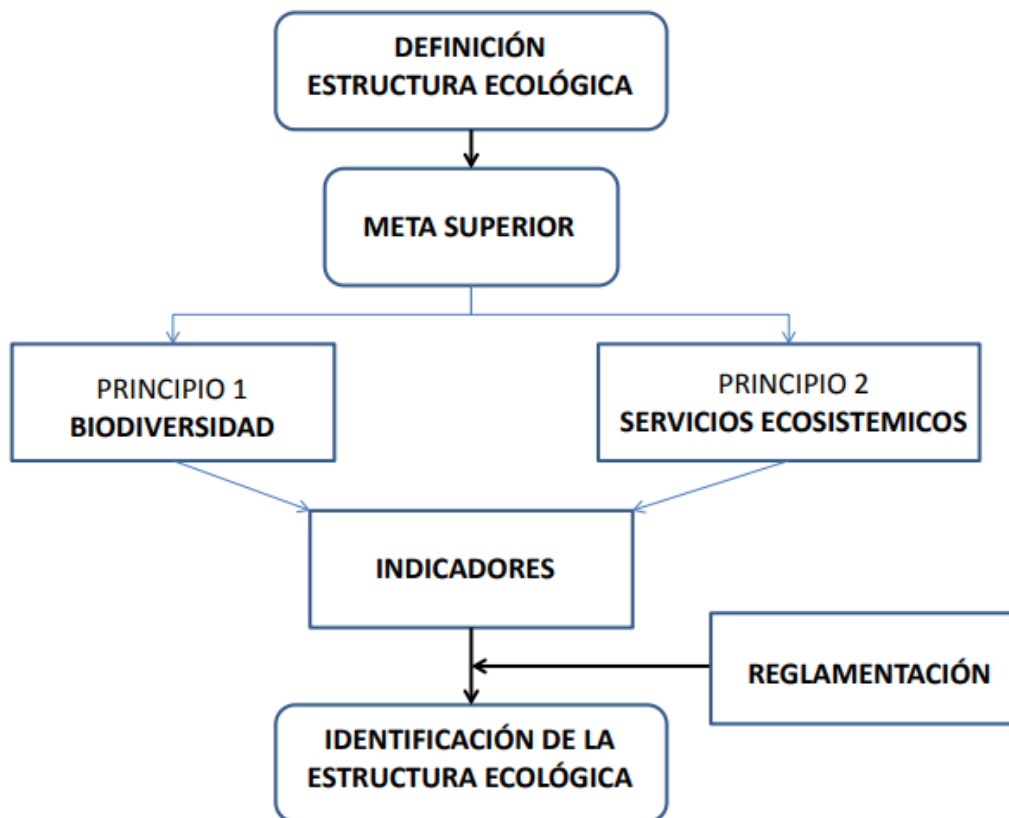 DEFINICIÓN
ESTRUCTURA ECOLÓGICA
META SUPERIOR
PRINCIPIO 1
BIODIVERSIDAD
PRINCIPIO 2
SERVICIOS ECOSISTEMICOS
INDICADORES
REGLAMENTACIÓN
IDENTIFICACIÓN DE LA
ESTRUCTURA ECOLÓGICA